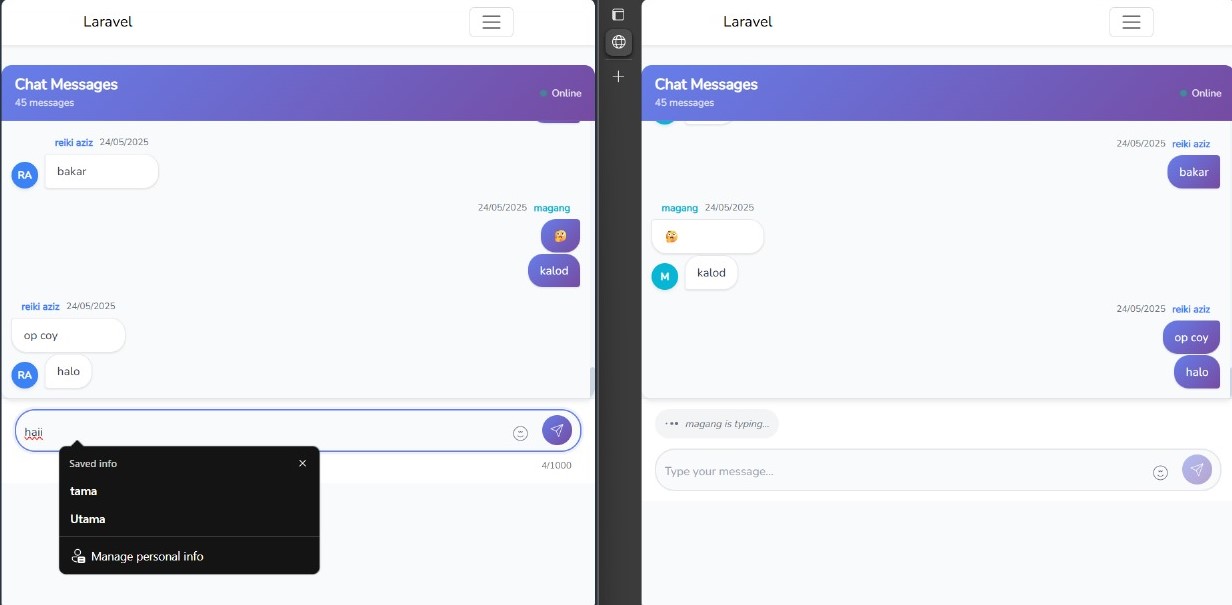 Laravel
Chat Messages
45 messages
Online
reiki aziz 24/05/2025
RA
bakar
24/05/2025 magang
🤔
kalod
reiki aziz 24/05/2025
op coy
RA
halo
haii
4/1000
Saved info
tama
Utama
Manage personal info
Laravel
Chat Messages
45 messages
Online
24/05/2025 reiki aziz
bakar
magang 24/05/2025
🤔
M
kalod
24/05/2025 reiki aziz
op coy
halo
magang is typing...
Type your message...